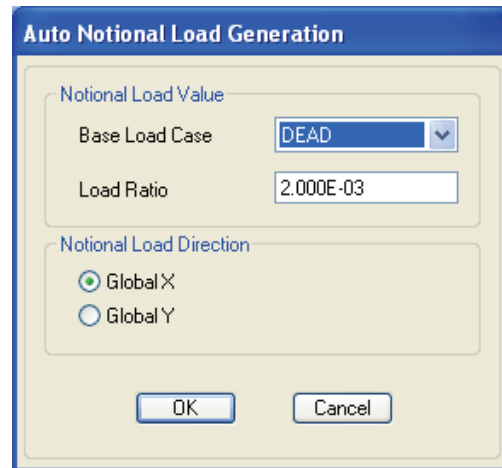 Auto Notional Load Generation
Notional Load Value
Base Load Case DEAD
Load Ratio 2.000E-03
Notional Load Direction
Global X
Global Y
OK Cancel